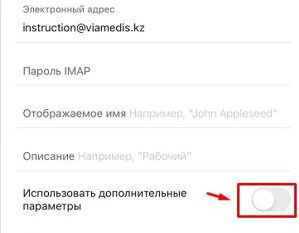 Электронный адрес
instruction@viamedis.kz
Пароль IMAP
Отображаемое имя Например, "John Appleseed"
Описание Например, "Рабочий"
Использовать дополнительные
параметры